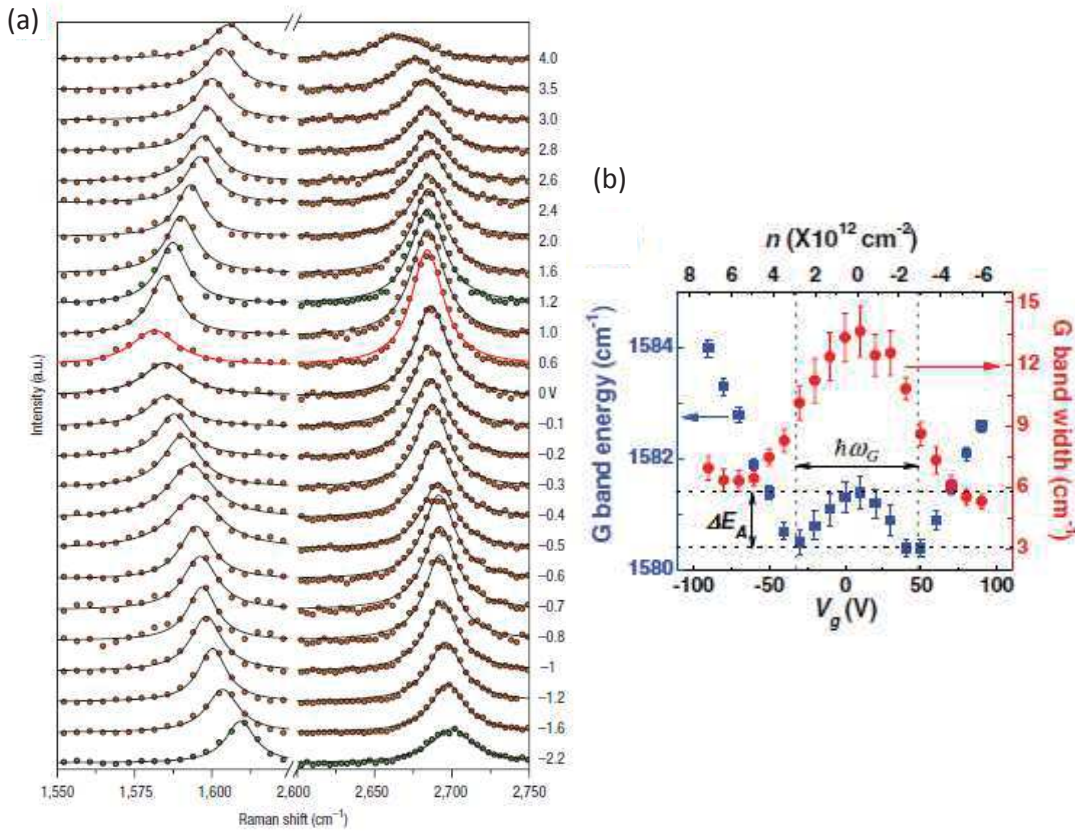 (a)
4.0
3.5
3.0
2.8
2.6
2.4
2.0
1.6
1.2
1.0
0.6
0 V
–0.1
–0.2
–0.3
–0.4
–0.5
–0.6
–0.7
–0.8
–1
–1.2
–1.6
–2.2
Intensity (a.u.)
1,550 1,575 1,600 2,600 2,650 2,700 2,750
Raman shift (cm⁻¹)
(b)
n (X10¹² cm⁻²)
8 6 4 2 0 -2 -4 -6
G band energy (cm⁻¹)
1584
1582
1580
15
12
9
6
3
G band width (cm⁻¹)
ħω_G
ΔE_A
-100 -50 0 50 100
V_g (V)